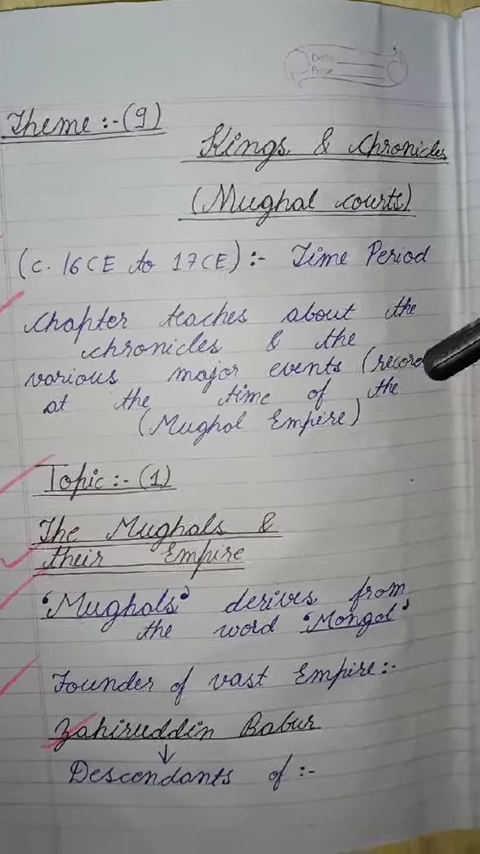 Date
Page
Theme :- (9)
Kings & Chronicles
(Mughal courts)
(c. 16CE to 17CE) :- Time Period
Chapter teaches about the
chronicles & the
various major events (record
at the time of the
(Mughal Empire)
Topic :- (1)
The Mughals &
their Empire
'Mughals' derives from
the word 'Mongol'
Founder of vast Empire:-
Zahiruddin Babur
↓
Descendants of :-